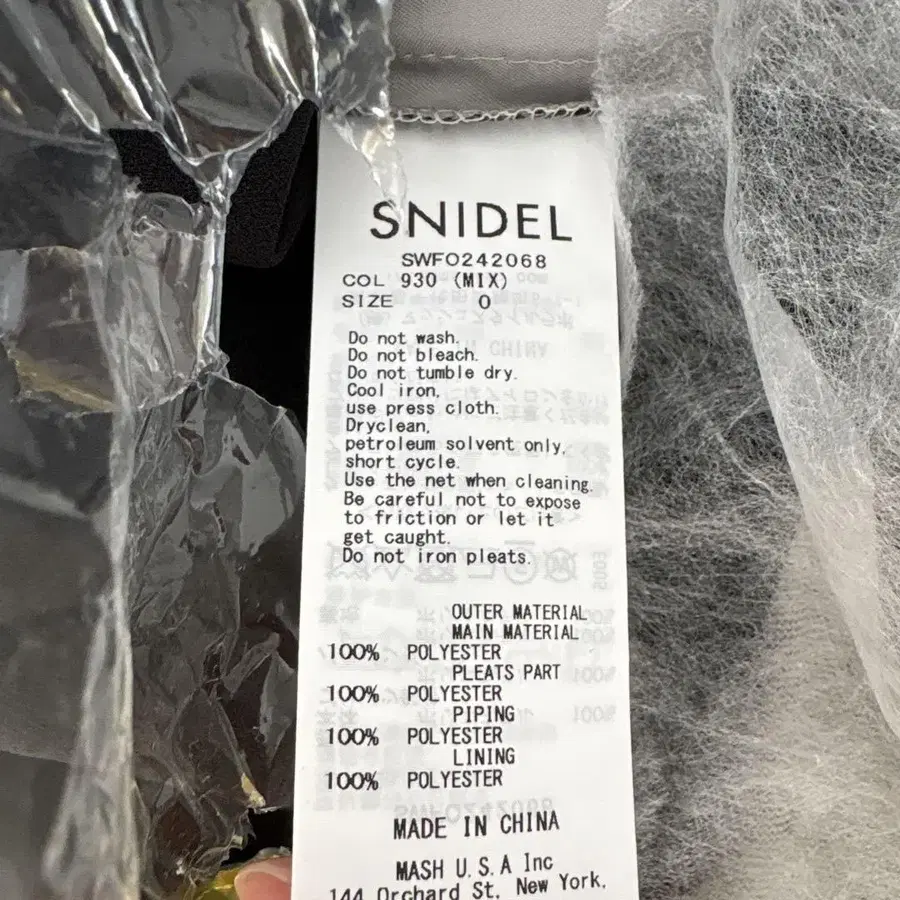 SNIDEL
SWFO242068
COL 930 (MIX)
SIZE 0
Do not wash.
Do not bleach.
Do not tumble dry.
Cool iron,
use press cloth.
Dryclean,
petroleum solvent only,
short cycle.
Use the net when cleaning.
Be careful not to expose
to friction or let it
get caught.
Do not iron pleats.
OUTER MATERIAL
MAIN MATERIAL
100% POLYESTER
PLEATS PART
100% POLYESTER
PIPING
100% POLYESTER
LINING
100% POLYESTER
MADE IN CHINA
MASH U.S.A Inc
144 Orchard St, New York,